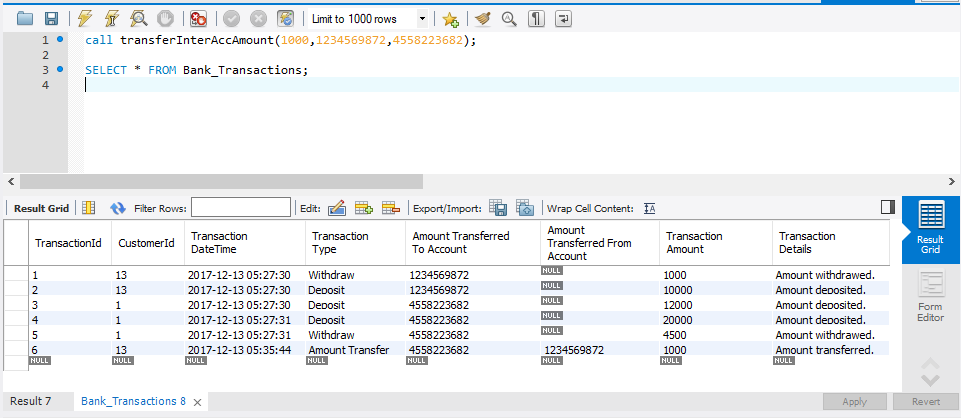 Limit to 1000 rows
1 call transferInterAccAmount(1000,1234569872,4558223682);
2
3 SELECT * FROM Bank_Transactions;
4
Result Grid Filter Rows: Edit: Export/Import: Wrap Cell Content:
TransactionId CustomerId Transaction DateTime Transaction Type Amount Transferred To Account Amount Transferred From Account Transaction Amount Transaction Details
1 13 2017-12-13 05:27:30 Withdraw 1234569872 NULL 1000 Amount withdrawed.
2 13 2017-12-13 05:27:30 Deposit 1234569872 NULL 10000 Amount deposited.
3 1 2017-12-13 05:27:30 Deposit 4558223682 NULL 12000 Amount deposited.
4 1 2017-12-13 05:27:31 Deposit 4558223682 NULL 20000 Amount deposited.
5 1 2017-12-13 05:27:31 Withdraw 4558223682 NULL 4500 Amount withdrawed.
6 13 2017-12-13 05:35:44 Amount Transfer 4558223682 1234569872 1000 Amount transferred.
NULL NULL NULL NULL NULL NULL NULL NULL
Result
Grid
Form
Editor
Result 7 Bank_Transactions 8 Apply Revert